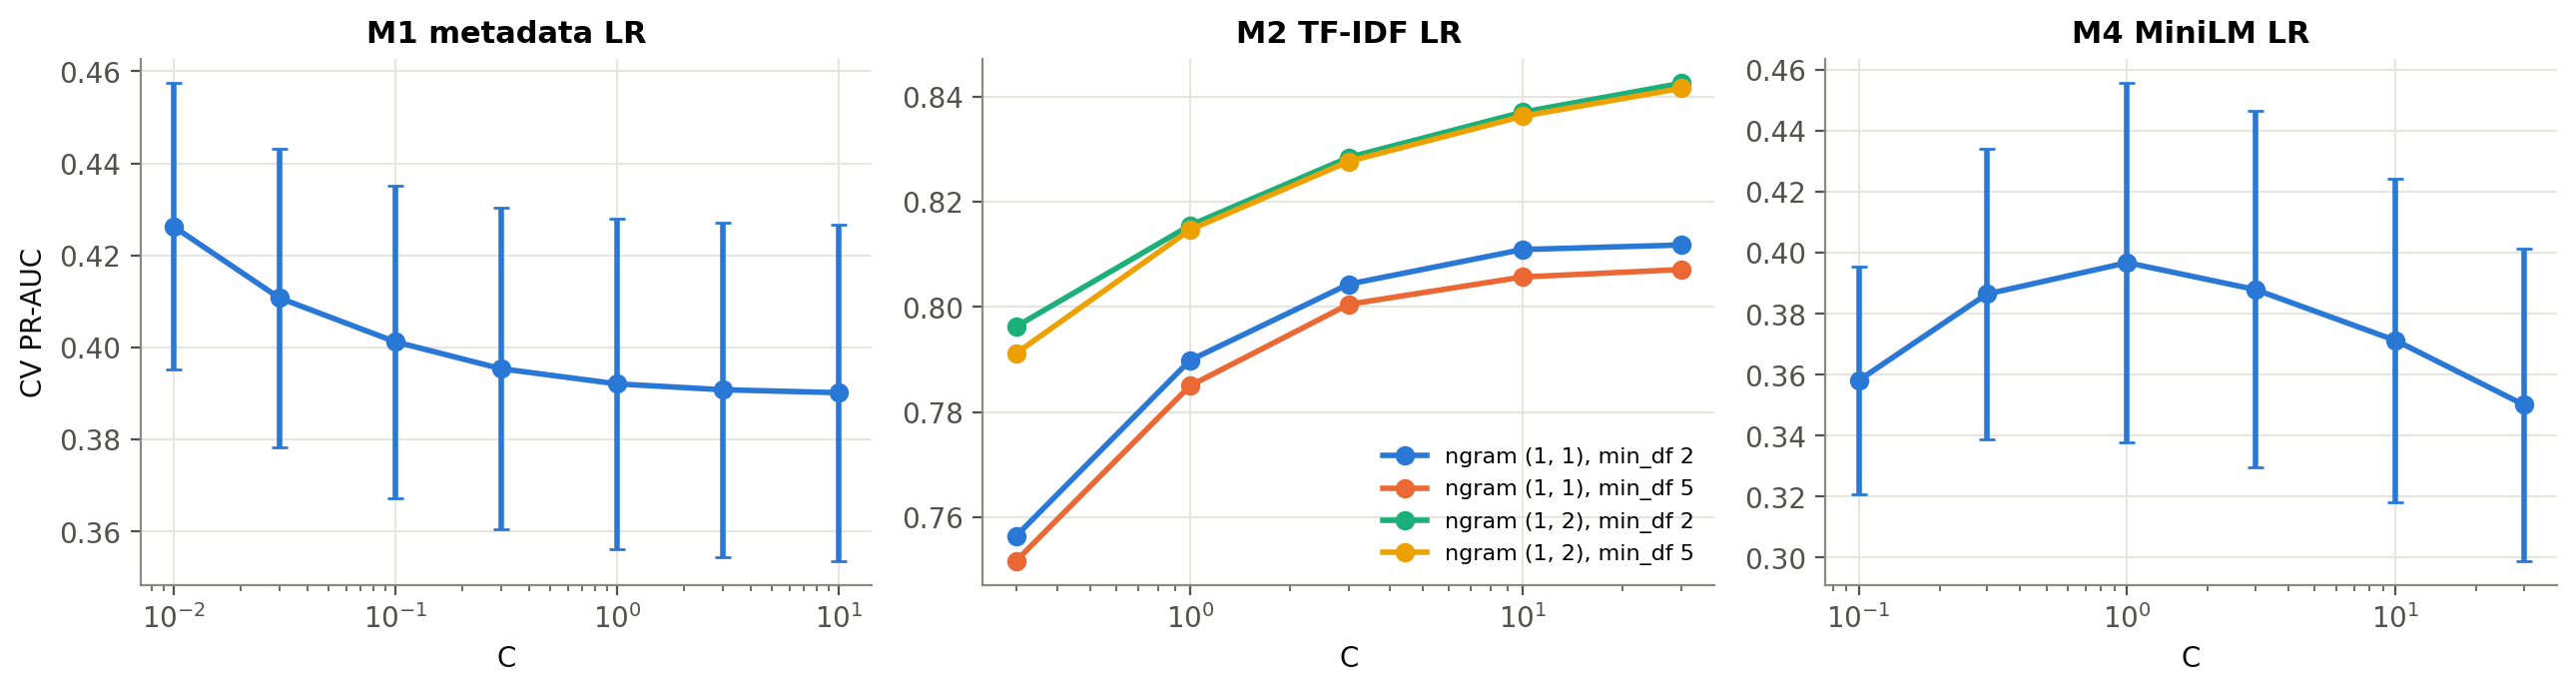 M1 metadata LR
CV PR-AUC
0.46
0.44
0.42
0.40
0.38
0.36
10⁻²
10⁻¹
10⁰
10¹
C
M2 TF-IDF LR
0.84
0.82
0.80
0.78
0.76
ngram (1, 1), min_df 2
ngram (1, 1), min_df 5
ngram (1, 2), min_df 2
ngram (1, 2), min_df 5
10⁰
10¹
C
M4 MiniLM LR
0.46
0.44
0.42
0.40
0.38
0.36
0.34
0.32
0.30
10⁻¹
10⁰
10¹
C